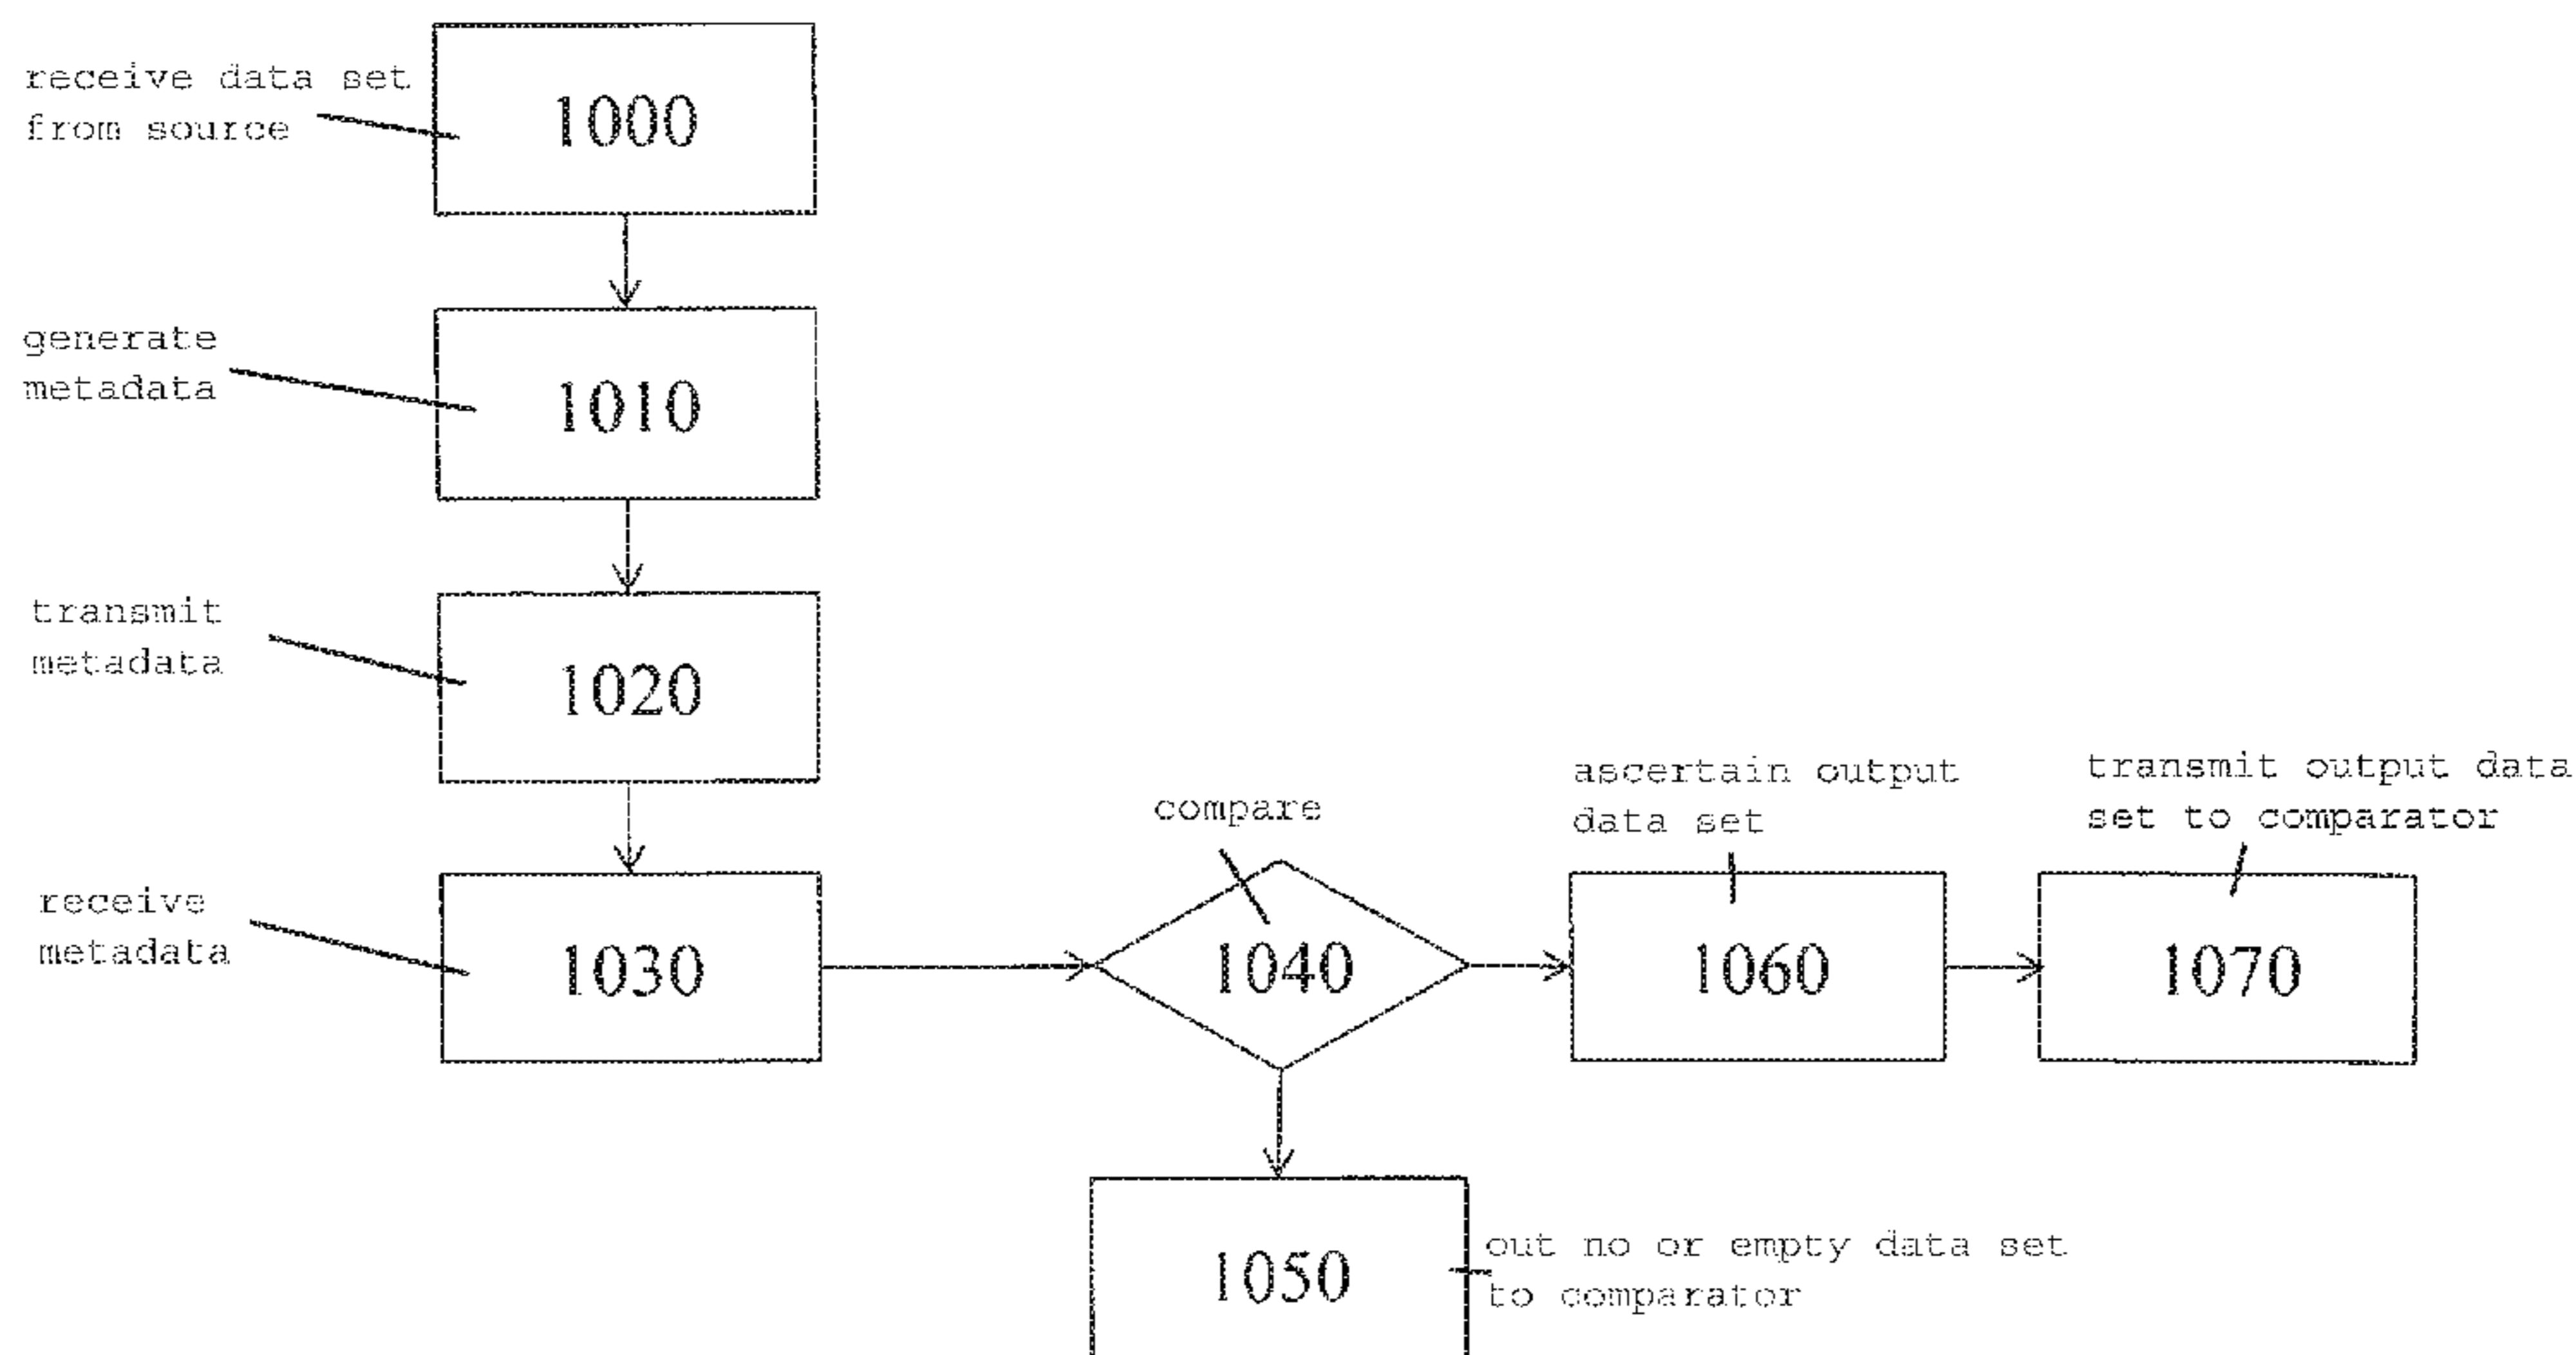 receive data set
from source
1000
generate
metadata
1010
transmit
metadata
1020
receive
metadata
1030
compare
1040
ascertain output
data set
1060
transmit output data
set to comparator
1070
1050
out no or empty data set
to comparator